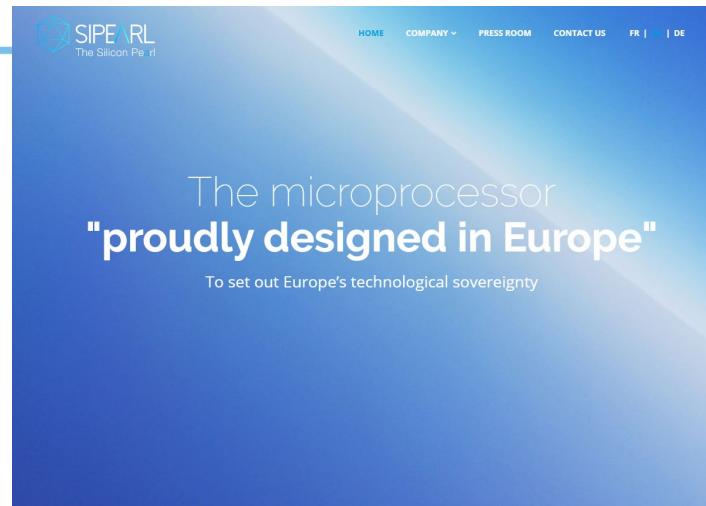 SIPEARL
The Silicon Pearl
HOME COMPANY PRESS ROOM CONTACT US FR | | DE
The microprocessor
"proudly designed in Europe"
To set out Europe's technological sovereignty